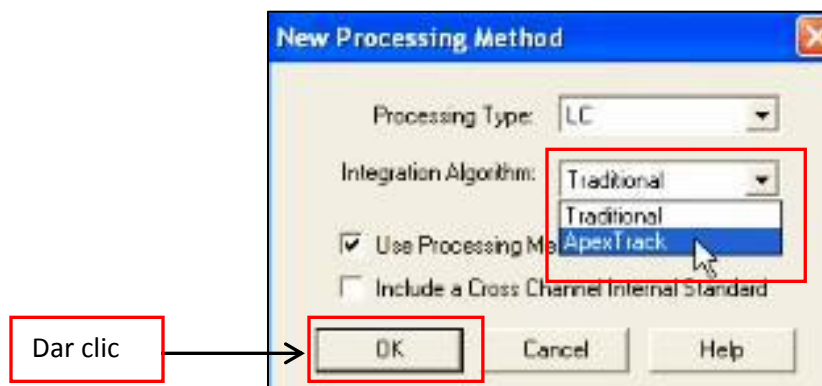 New Processing Method
Processing Type: LC
Integration Algorithm: Traditional
Traditional
ApexTrack
Use Processing Me
Include a Cross Channel Internal Standard
Dar clic
OK Cancel Help